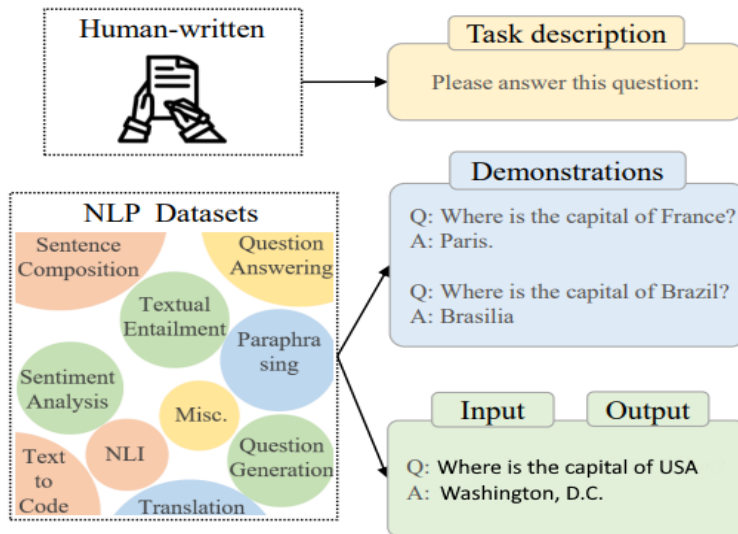 Human-written
Task description
Please answer this question:
NLP Datasets
Sentence
Composition
Question
Answering
Textual
Entailment
Paphra
sing
Sentiment
Analysis
Misc.
NLI
Question
Generation
Text
to
Code
Translation
Demonstrations
Q: Where is the capital of France?
A: Paris.
Q: Where is the capital of Brazil?
A: Brasilia
Input
Output
Q: Where is the capital of USA
A: Washington, D.C.